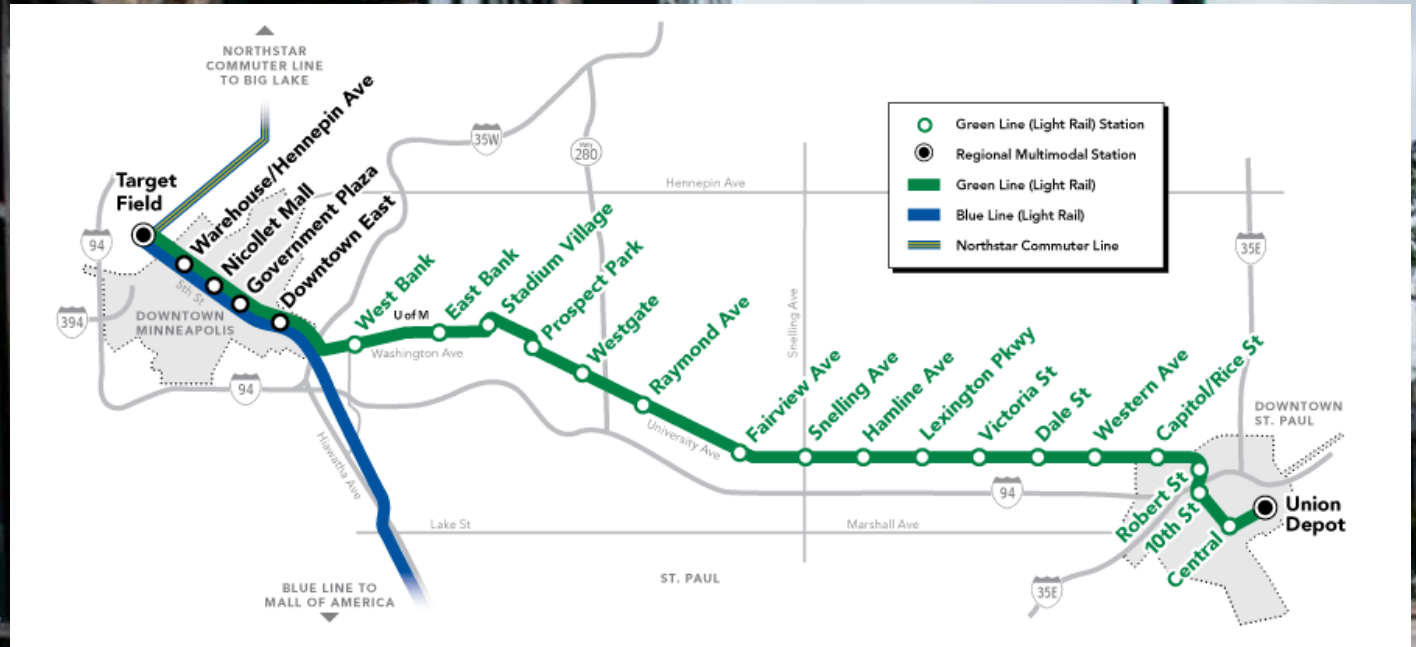 NORTHSTAR
COMMUTER LINE
TO BIG LAKE
Target
Field
Warehouse/Hennepin Ave
Nicollet Mall
Government Plaza
Downtown East
West Bank
East Bank
Stadium Village
Prospect Park
Westgate
Raymond Ave
Fairview Ave
Snelling Ave
Hamline Ave
Lexington Pkwy
Victoria St
Dale St
Western Ave
Capitol/Rice St
Robert St
10th St
Central
Union
Depot
35W
HWY
280
Hennepin Ave
Snelling Ave
94
394
5th St
DOWNTOWN
MINNEAPOLIS
U of M
Washington Ave
94
Hiawatha Ave
University Ave
94
35E
DOWNTOWN
ST. PAUL
Lake St
Marshall Ave
ST. PAUL
35E
BLUE LINE TO
MALL OF AMERICA
Green Line (Light Rail) Station
Regional Multimodal Station
Green Line (Light Rail)
Blue Line (Light Rail)
Northstar Commuter Line